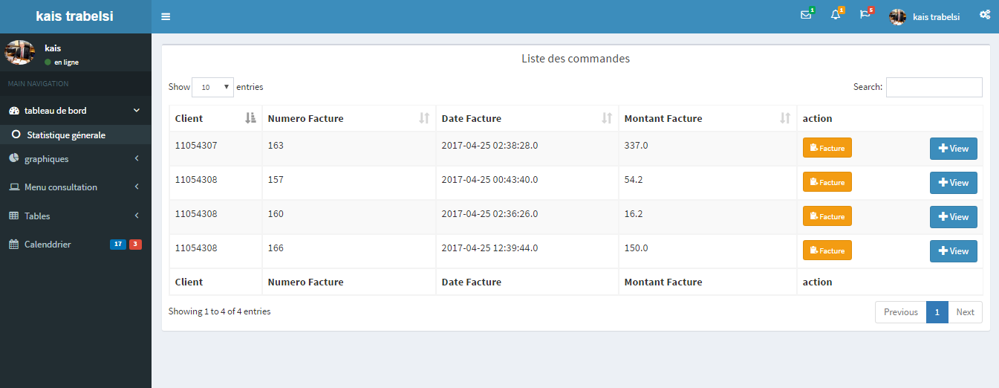 kais trabelsi
1
1
5
kais trabelsi
kais
en ligne
MAIN NAVIGATION
tableau de bord
Statistique génerale
graphiques
Menu consultation
Tables
Calenddrier 17 3
Liste des commandes
Show 10 entries
Search:
Client Numero Facture Date Facture Montant Facture action
11054307 163 2017-04-25 02:38:28.0 337.0 Facture View
11054308 157 2017-04-25 00:43:40.0 54.2 Facture View
11054308 160 2017-04-25 02:36:26.0 16.2 Facture View
11054308 166 2017-04-25 12:39:44.0 150.0 Facture View
Client Numero Facture Date Facture Montant Facture action
Showing 1 to 4 of 4 entries
Previous 1 Next